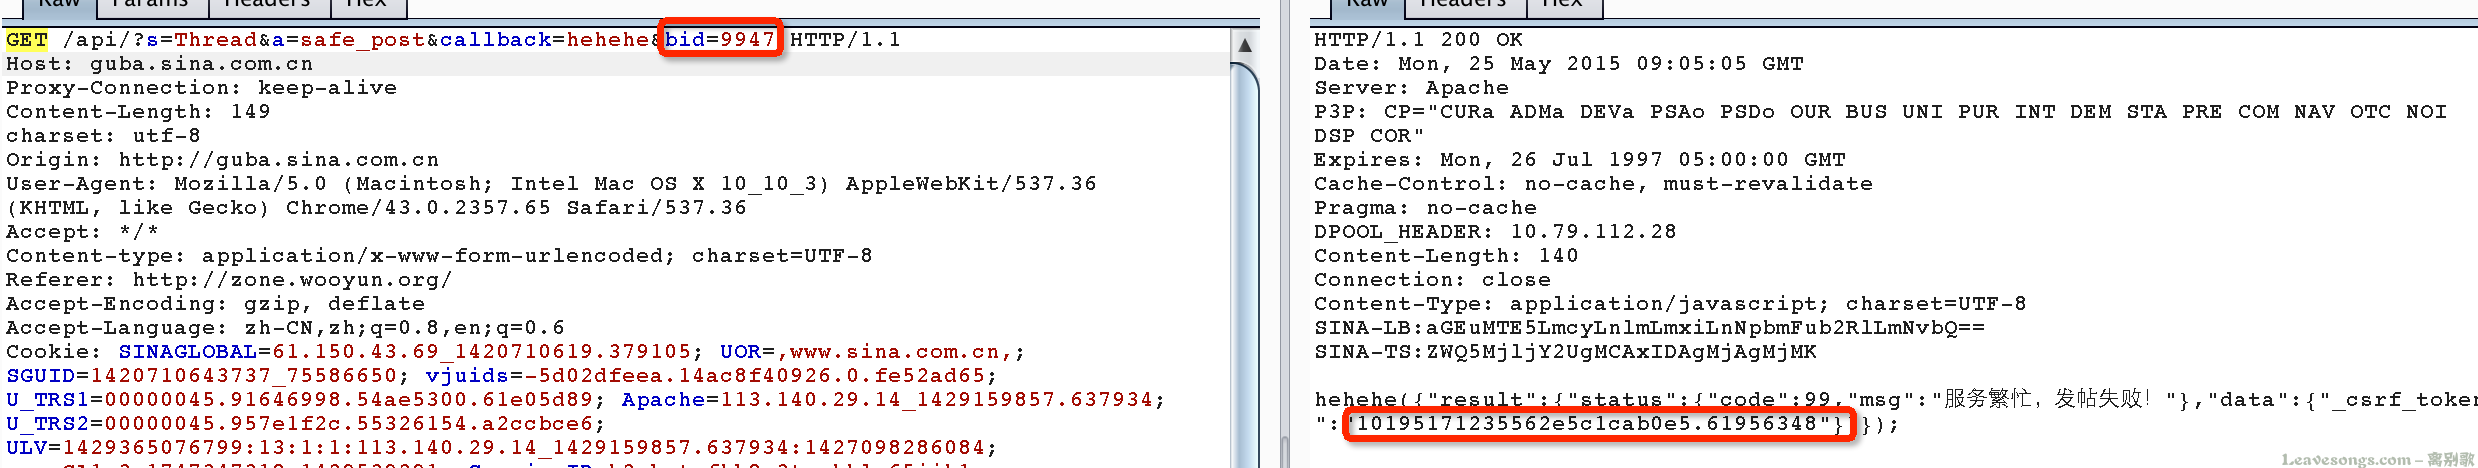 Raw Params Headers Hex
GET /api/?s=Thread&a=safe_post&callback=hehehe&bid=9947 HTTP/1.1
Host: guba.sina.com.cn
Proxy-Connection: keep-alive
Content-Length: 149
charset: utf-8
Origin: http://guba.sina.com.cn
User-Agent: Mozilla/5.0 (Macintosh; Intel Mac OS X 10_10_3) AppleWebKit/537.36
(KHTML, like Gecko) Chrome/43.0.2357.65 Safari/537.36
Accept: */*
Content-type: application/x-www-form-urlencoded; charset=UTF-8
Referer: http://zone.wooyun.org/
Accept-Encoding: gzip, deflate
Accept-Language: zh-CN,zh;q=0.8,en;q=0.6
Cookie: SINAGLOBAL=61.150.43.69_1420710619.379105; UOR=,www.sina.com.cn,;
SGUID=1420710643737_75586650; vjuids=-5d02dfeea.14ac8f40926.0.fe52ad65;
U_TRS1=00000045.91646998.54ae5300.61e05d89; Apache=113.140.29.14_1429159857.637934;
U_TRS2=00000045.957e1f2c.55326154.a2ccbce6;
ULV=1429365076799:13:1:1:113.140.29.14_1429159857.637934:1427098286084;
Raw Headers Hex
HTTP/1.1 200 OK
Date: Mon, 25 May 2015 09:05:05 GMT
Server: Apache
P3P: CP="CURa ADMa DEVa PSAo PSDo OUR BUS UNI PUR INT DEM STA PRE COM NAV OTC NOI
DSP COR"
Expires: Mon, 26 Jul 1997 05:00:00 GMT
Cache-Control: no-cache, must-revalidate
Pragma: no-cache
DPOOL_HEADER: 10.79.112.28
Content-Length: 140
Connection: close
Content-Type: application/javascript; charset=UTF-8
SINA-LB:aGEuMTE5LmcyLnlmLmxiLnNpbmFub2RlLmNvbQ==
SINA-TS:ZWQ5MjljY2UgMCAxIDAgMjAgMjMK
hehehe({"result":{"status":{"code":99,"msg":"服务繁忙，发帖失败！"},"data":{"_csrf_token
":"10195171235562e5c1cab0e5.61956348"} });
Leavesongs.com - 离别歌